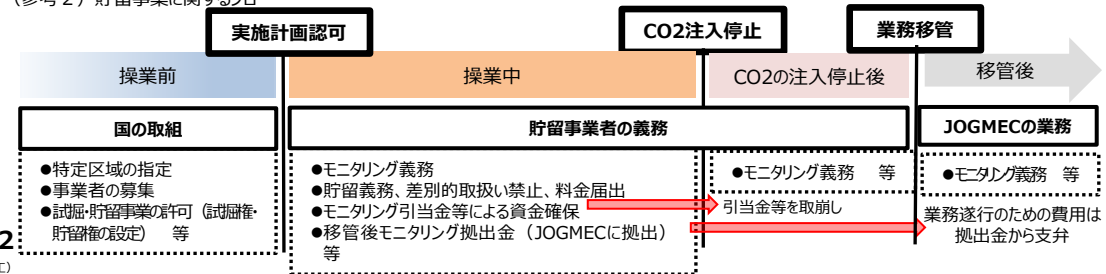 （参考２）貯留事業に関するフロー
実施計画認可
CO2注入停止
業務移管
操業前
操業中
CO2の注入停止後
移管後
国の取組
貯留事業者の義務
JOGMECの業務
●特定区域の指定
●事業者の募集
●試掘・貯留事業の許可（試掘権・
貯留権の設定） 等
●モニタリング義務
●貯留義務、差別的取扱い禁止、料金届出
●モニタリング引当金等による資金確保
●移管後モニタリング拠出金（JOGMECに拠出）
等
●モニタリング義務 等
引当金等を取崩し
●モニタリング義務 等
業務遂行のための費用は
拠出金から支弁
2